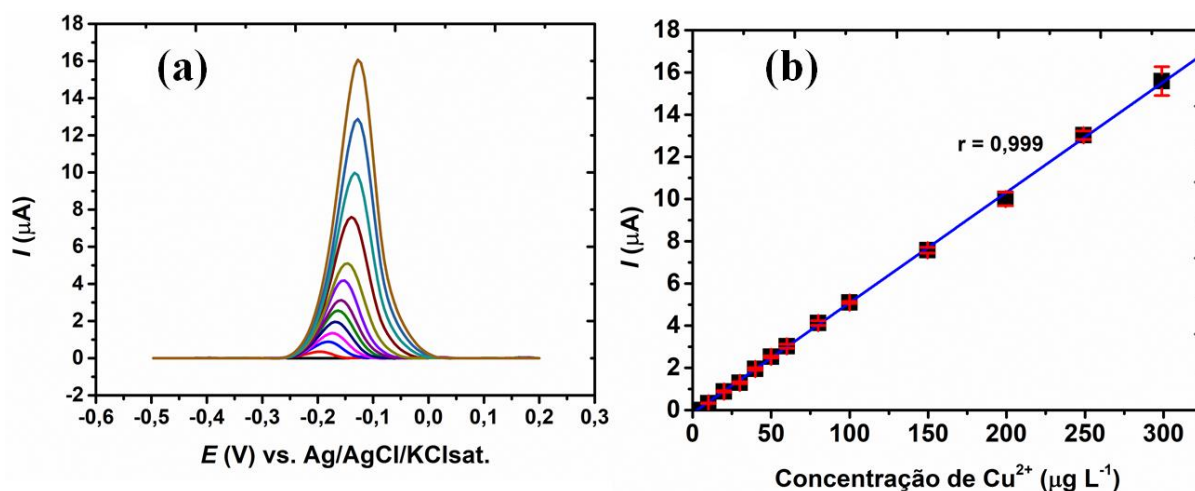 (a)
I (µA)
18
16
14
12
10
8
6
4
2
0
-2
-0,6 -0,5 -0,4 -0,3 -0,2 -0,1 0,0 0,1 0,2 0,3
E (V) vs. Ag/AgCl/KClsat.
(b)
r = 0,999
I (µA)
18
16
14
12
10
8
6
4
2
0
0 50 100 150 200 250 300
Concentração de Cu²⁺ (µg L⁻¹)